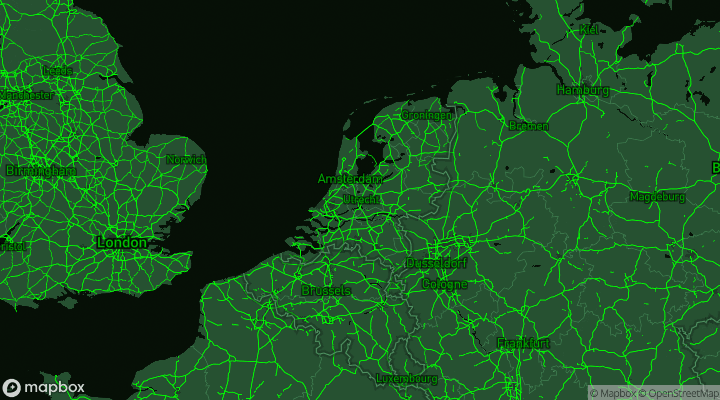 Kiel
Leeds
Manchester
Hamburg
Groningen
Bremen
Norwich
Birmingham
Amsterdam
Utrecht
Magdeburg
London
Düsseldorf
Cologne
Brussels
Frankfurt
Luxembourg
mapbox
© Mapbox © OpenStreetMap